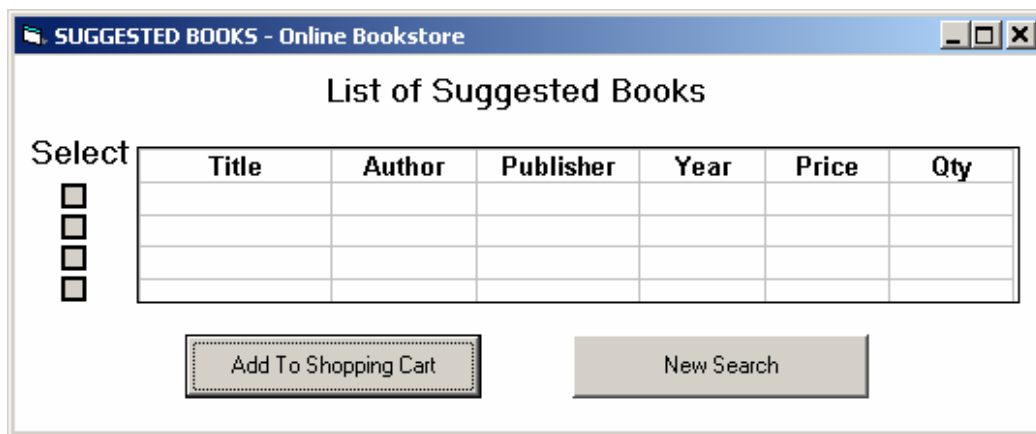 SUGGESTED BOOKS - Online Bookstore
List of Suggested Books
Select
Title Author Publisher Year Price Qty
Add To Shopping Cart New Search